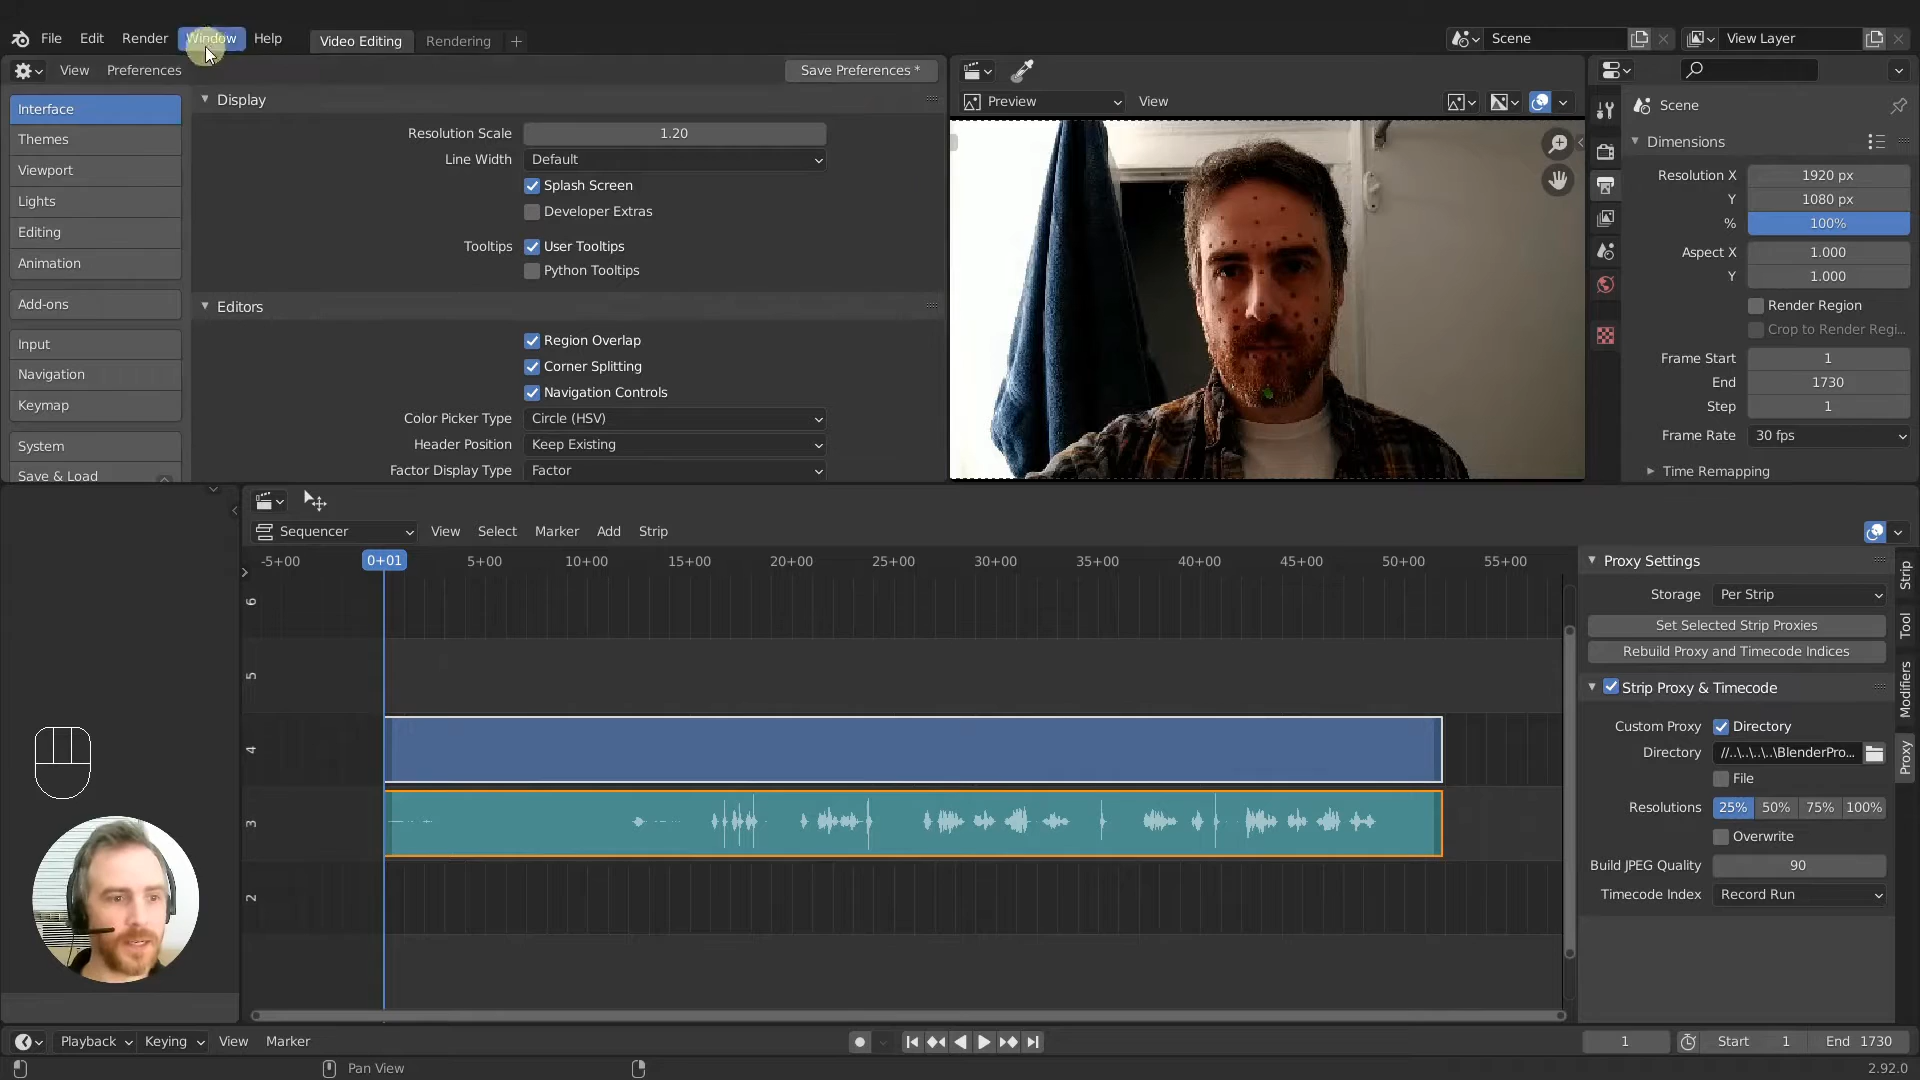 File Edit Render Window Help Video Editing Rendering + Scene View Layer
View Preferences Save Preferences *
Interface
Themes
Viewport
Lights
Editing
Animation
Add-ons
Input
Navigation
Keymap
System
Save & Load
Display
Resolution Scale 1.20
Line Width Default
Splash Screen
Developer Extras
Tooltips User Tooltips
Python Tooltips
Editors
Region Overlap
Corner Splitting
Navigation Controls
Color Picker Type Circle (HSV)
Header Position Keep Existing
Factor Display Type Factor
Preview View
Scene
Dimensions
Resolution X 1920 px
Y 1080 px
% 100%
Aspect X 1.000
Y 1.000
Render Region
Crop to Render Regi...
Frame Start 1
End 1730
Step 1
Frame Rate 30 fps
Time Remapping
Sequencer View Select Marker Add Strip
-5+00 0+01 5+00 10+00 15+00 20+00 25+00 30+00 35+00 40+00 45+00 50+00 55+00
6
5
4
3
2
Proxy Settings
Storage Per Strip
Set Selected Strip Proxies
Rebuild Proxy and Timecode Indices
Strip Proxy & Timecode
Custom Proxy Directory
Directory //..\..\..\..\BlenderPro...
File
Resolutions 25% 50% 75% 100%
Overwrite
Build JPEG Quality 90
Timecode Index Record Run
Strip
Tool
Modifiers
Proxy
Playback Keying View Marker 1 Start 1 End 1730
Pan View 2.92.0